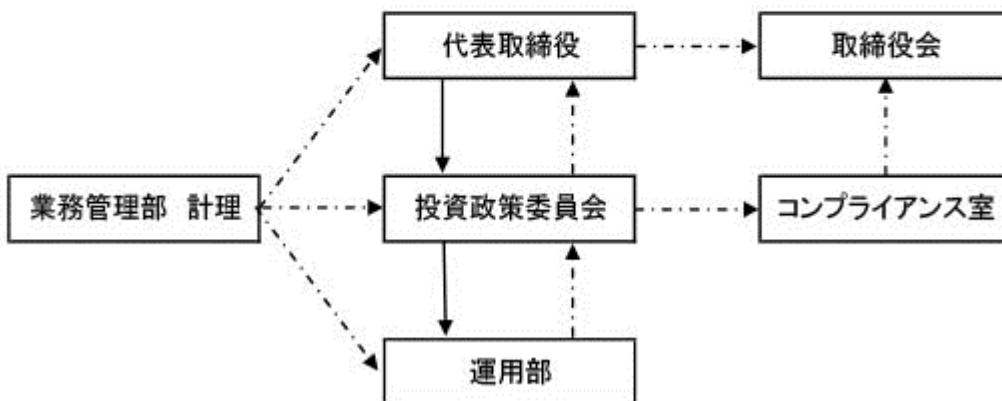 代表取締役
取締役会
業務管理部 計理
投資政策委員会
コンプライアンス室
運用部